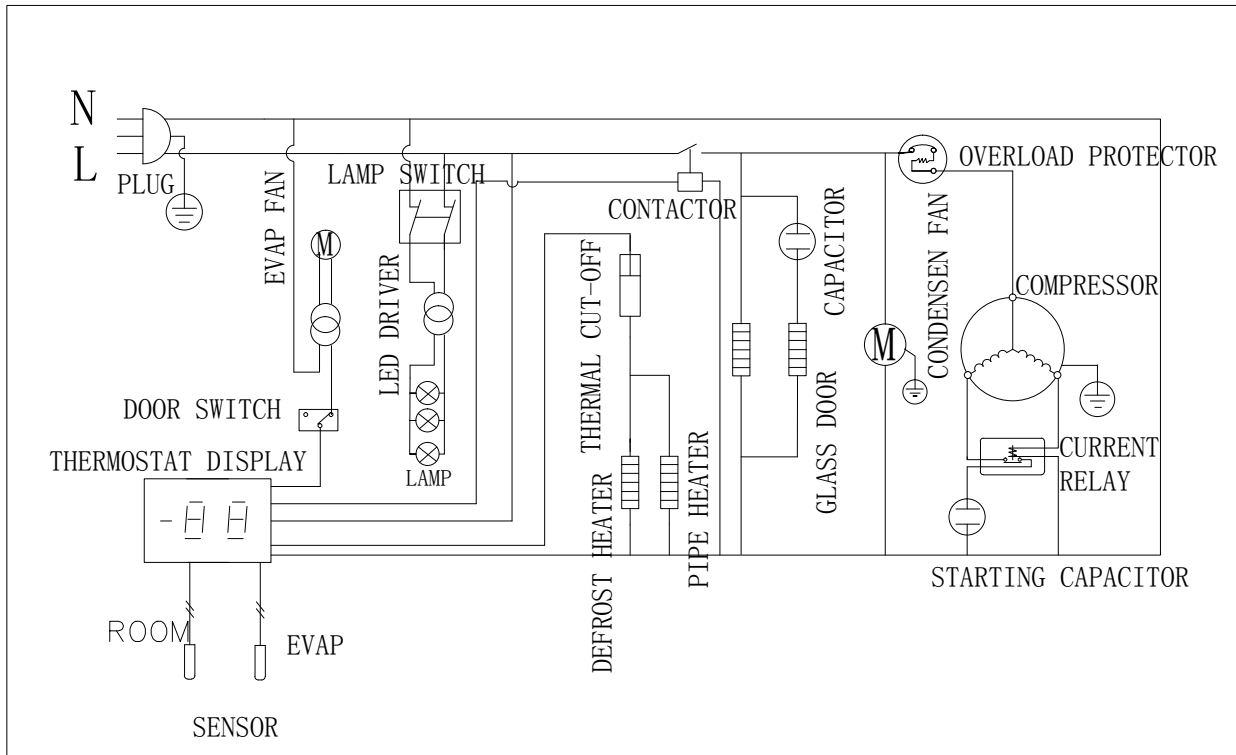 N
L
PLUG
EVAP FAN
M
LAMP SWITCH
LED DRIVER
LAMP
DOOR SWITCH
THERMOSTAT DISPLAY
-88
ROOM
EVAP
SENSOR
CONTACTOR
THERMAL CUT-OFF
DEFROST HEATER
PIPE HEATER
CAPACITOR
GLASS DOOR
M
CONDENSEN FAN
OVERLOAD PROTECTOR
COMPRESSOR
CURRENT
RELAY
STARTING CAPACITOR